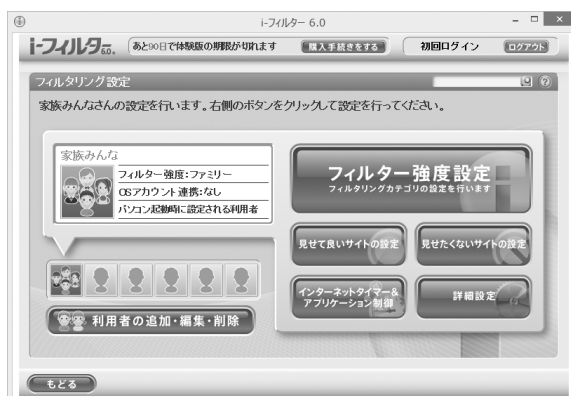 i-フィルター 6.0
i-フィルタ6.0.
あと90日で体験版の期限が切れます
購入手続きをする
初回ログイン
ログアウト
フィルタリング設定
家族みんなさんの設定を行います。右側のボタンをクリックして設定を行ってください。
家族みんな
フィルター強度:ファミリー
OSアカウント連携:なし
パソコン起動時に設定される利用者
フィルター強度設定
フィルタリングカテゴリの設定を行います
見せて良いサイトの設定
見せたくないサイトの設定
インターネットタイマー&
アプリケーション制御
詳細設定
利用者の追加・編集・削除
もどる